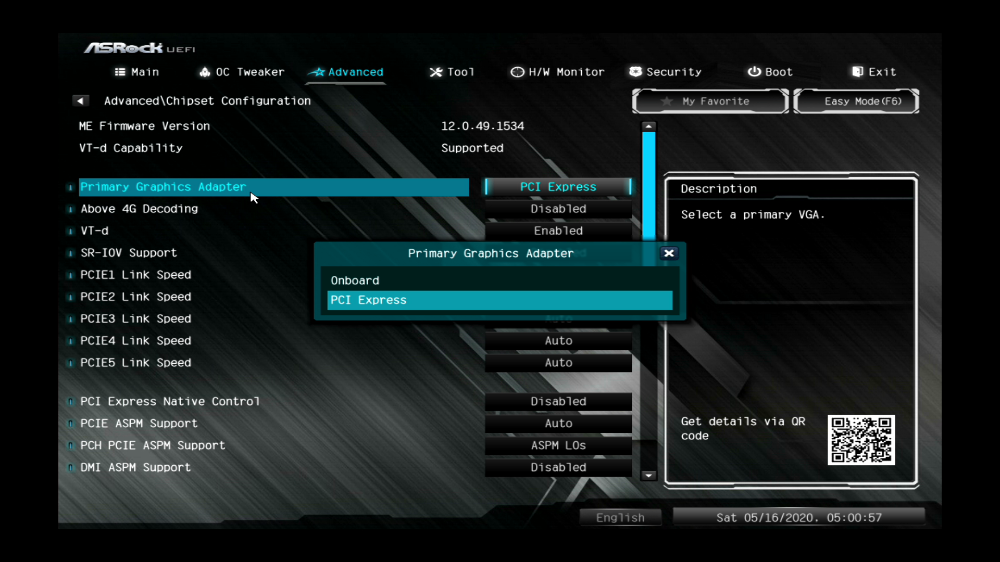 ASRock UEFI
Main OC Tweaker Advanced Tool H/W Monitor Security Boot Exit
Advanced\Chipset Configuration
My Favorite Easy Mode(F6)
ME Firmware Version 12.0.49.1534
VT-d Capability Supported
Primary Graphics Adapter PCI Express
Above 4G Decoding Disabled
VT-d Enabled
SR-IOV Support
PCIE1 Link Speed
PCIE2 Link Speed
PCIE3 Link Speed Auto
PCIE4 Link Speed Auto
PCIE5 Link Speed Auto
PCI Express Native Control Disabled
PCIE ASPM Support Auto
PCH PCIE ASPM Support ASPM L0s
DMI ASPM Support Disabled
Primary Graphics Adapter
Onboard
PCI Express
Description
Select a primary VGA.
Get details via QR
code
English Sat 05/16/2020, 05:00:57